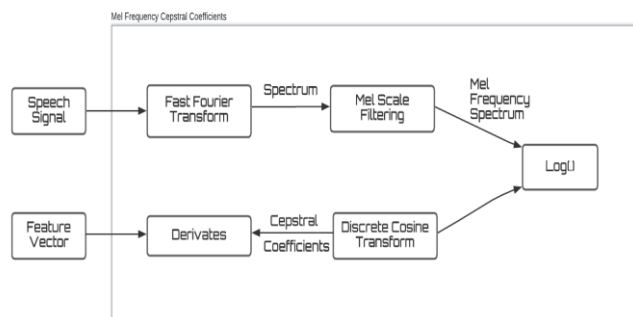 Mel Frequency Cepstral Coefficients
Speech
Signal
Fast Fourier
Transform
Spectrum
Mel Scale
Filtering
Mel
Frequency
Spectrum
Log(.)
Feature
Vector
Derivates
Cepstral
Coefficients
Discrete Cosine
Transform